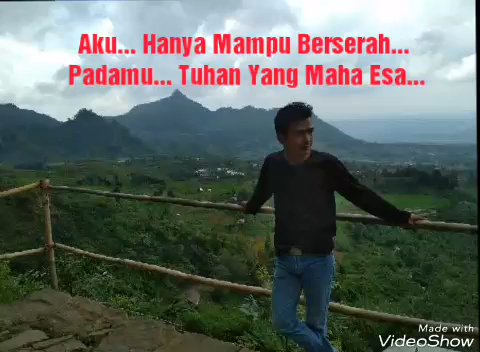 Aku... Hanya Mampu Berserah...
Padamu... Tuhan Yang Maha Esa...
Made with
VideoShow